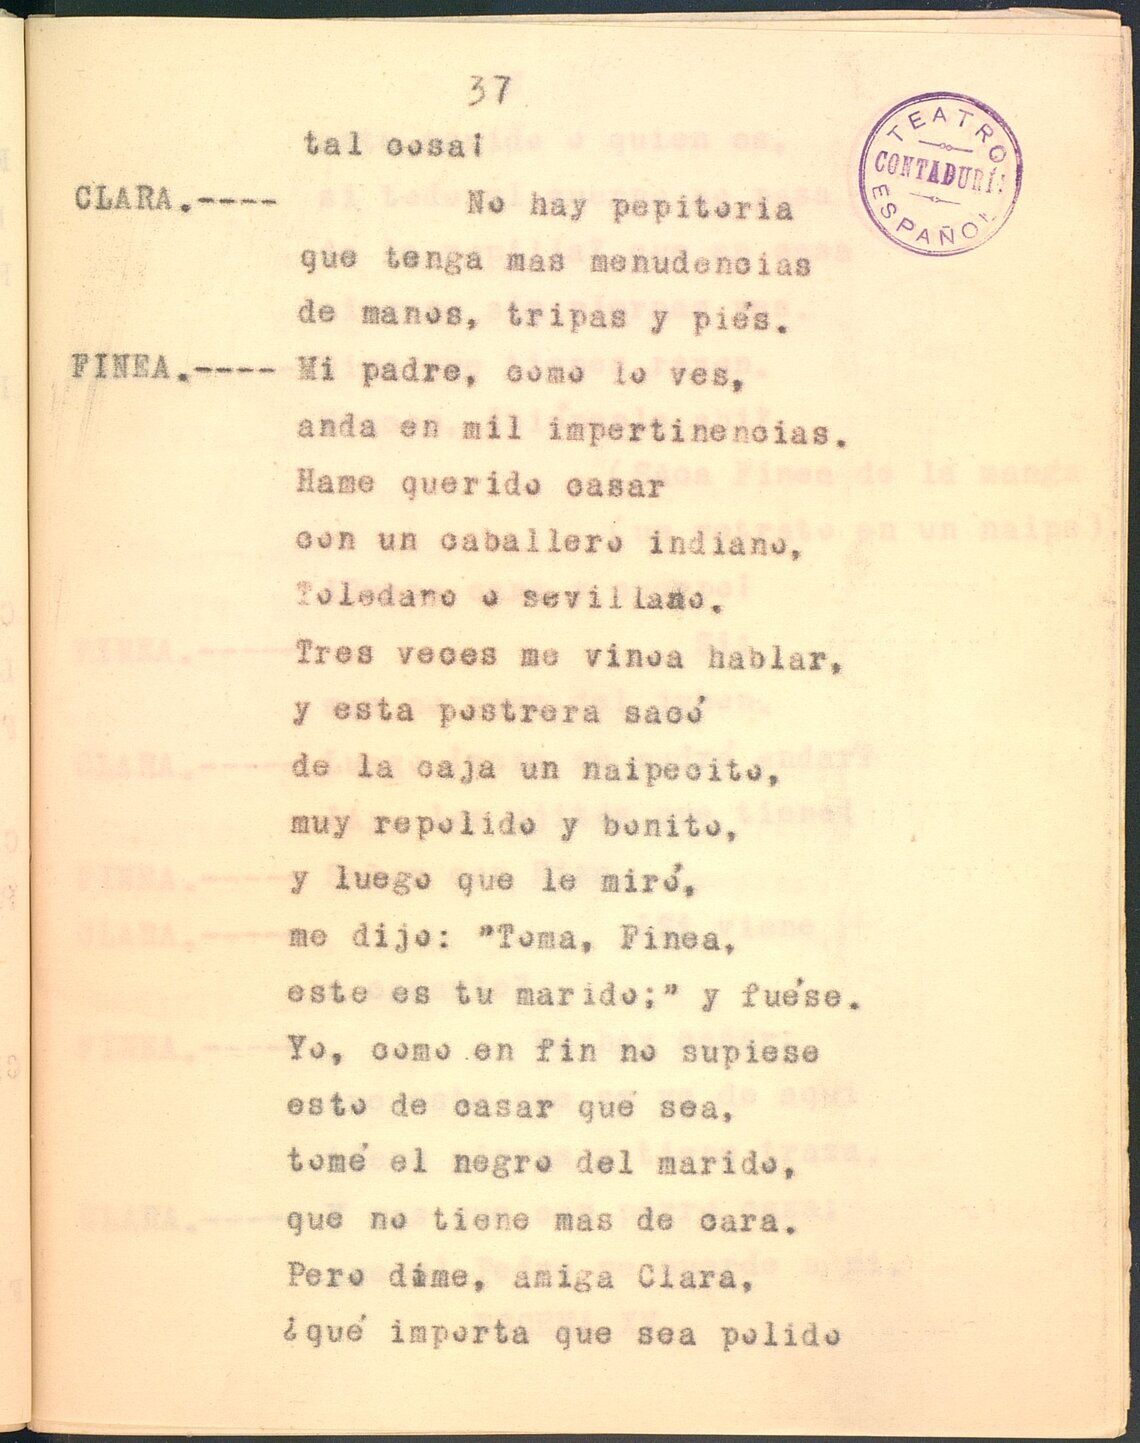 37
TEATRO
CONTADURÍA
ESPAÑOL
tal cosa¡
CLARA.---- No hay pepitoria
que tenga mas menudencias
de manos, tripas y piés.
FINEA.---- Mi padre, como lo ves,
anda en mil impertinencias.
Hame querido casar
con un caballero indiano,
Toledano o sevillano.
Tres veces me vinoa hablar,
y esta postrera sacó
de la caja un naipecito,
muy repolido y bonito,
y luego que le miró,
me dijo: "Toma, Finea,
este es tu marido;" y fuése.
Yo, como en fin no supiese
esto de casar qué sea,
tomé el negro del marido,
que no tiene mas de cara.
Pero dime, amiga Clara,
¿qué importa que sea polido